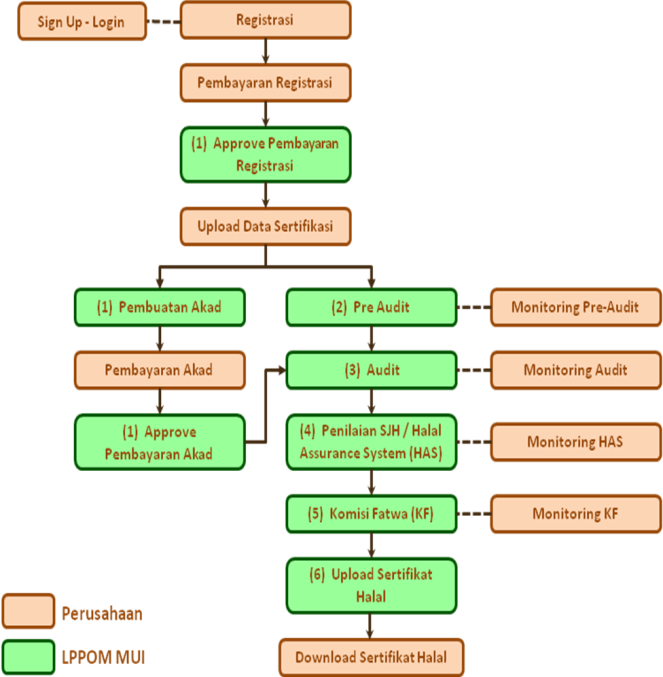 Sign Up - Login
Registrasi
Pembayaran Registrasi
(1) Approve Pembayaran
Registrasi
Upload Data Sertifikasi
(1) Pembuatan Akad
(2) Pre Audit
Monitoring Pre-Audit
Pembayaran Akad
(3) Audit
Monitoring Audit
(1) Approve
Pembayaran Akad
(4) Penilaian SJH / Halal
Assurance System (HAS)
Monitoring HAS
(5) Komisi Fatwa (KF)
Monitoring KF
(6) Upload Sertifikat
Halal
Perusahaan
LPPOM MUI
Download Sertifikat Halal